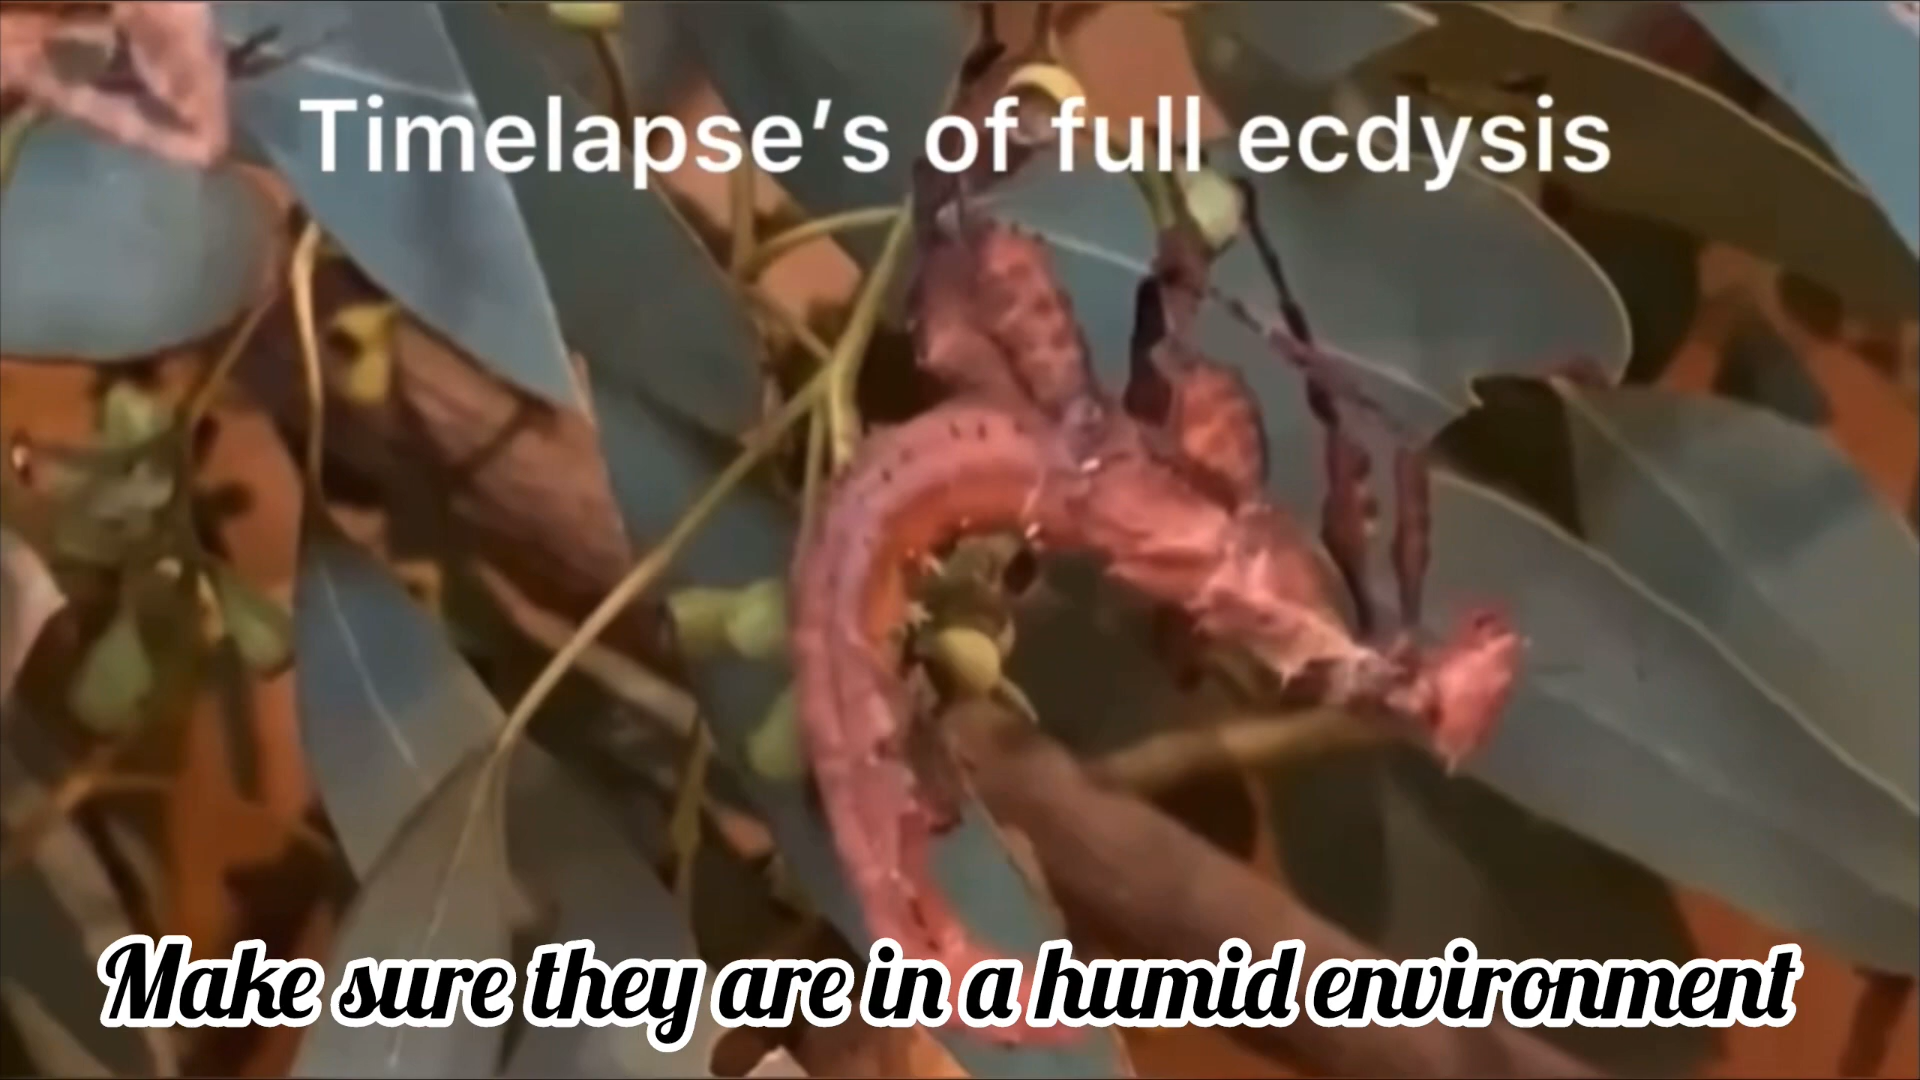 Timelapse’s of full ecdysis
Make sure they are in a humid environment